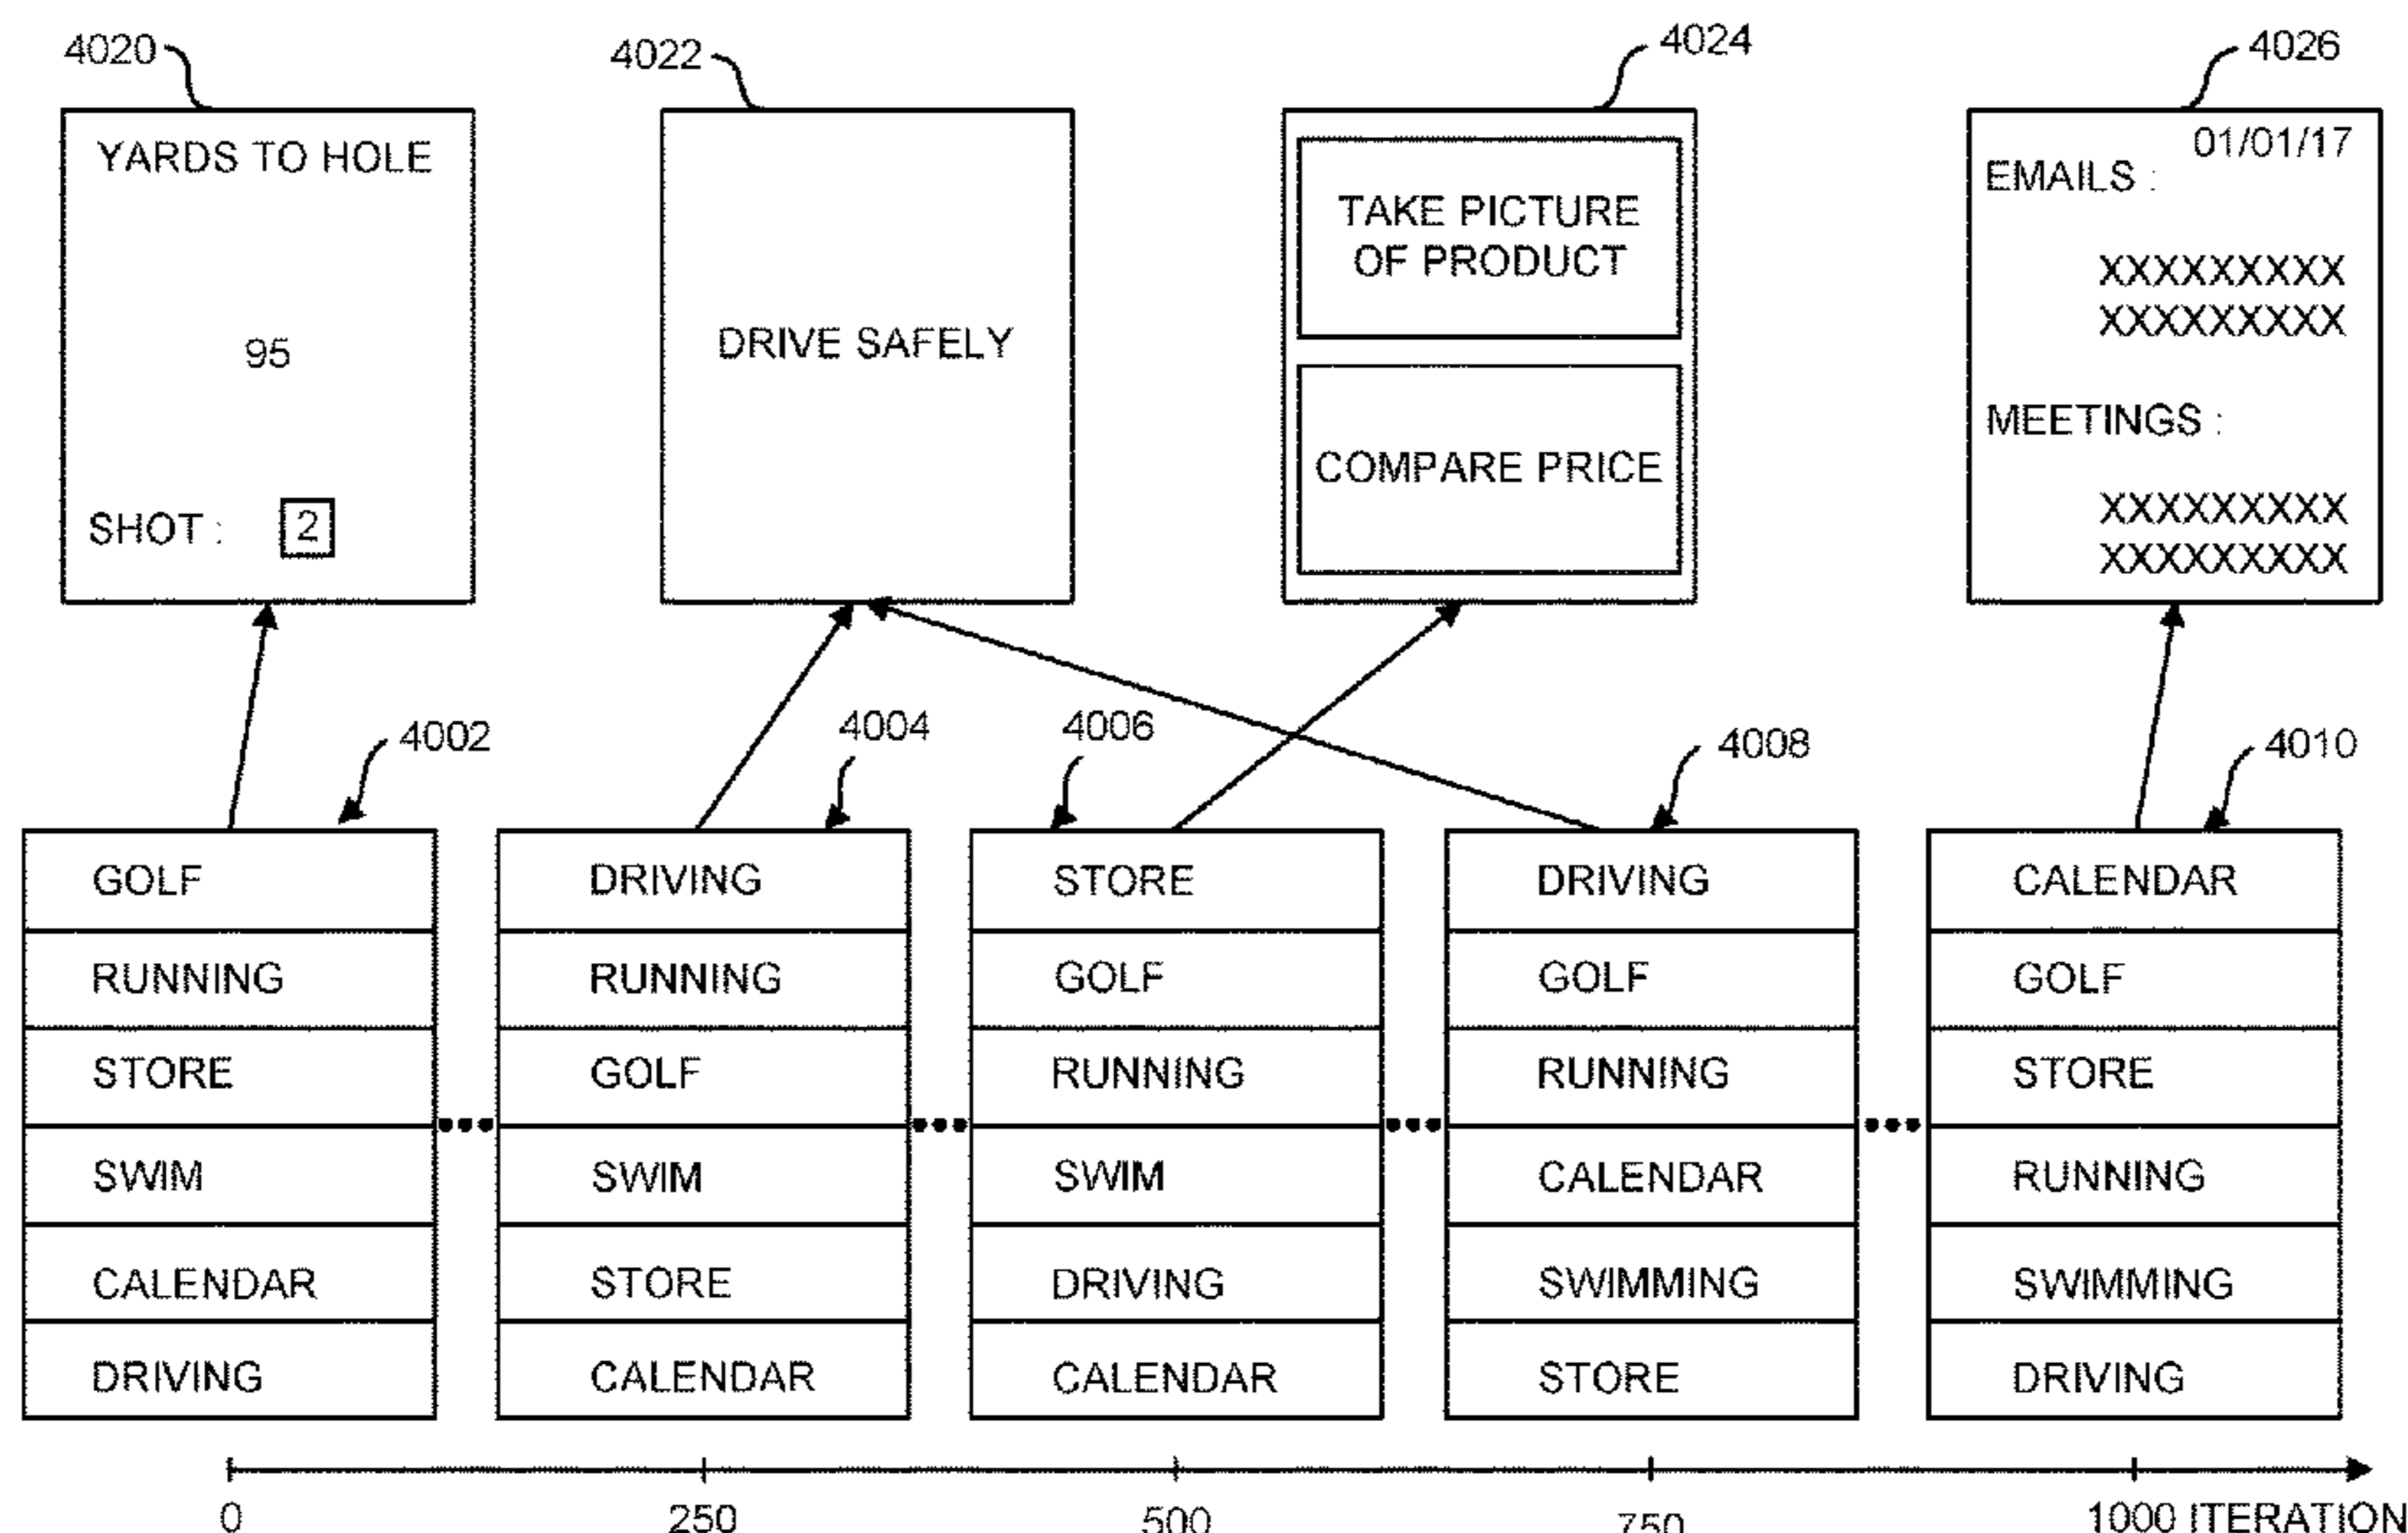 4020
4022
4024
4026
YARDS TO HOLE
95
SHOT : 2
DRIVE SAFELY
TAKE PICTURE
OF PRODUCT
COMPARE PRICE
01/01/17
EMAILS :
XXXXXXXXX
XXXXXXXXX
MEETINGS :
XXXXXXXXX
XXXXXXXXX
4002
4004
4006
4008
4010
GOLF
RUNNING
STORE
SWIM
CALENDAR
DRIVING
DRIVING
RUNNING
GOLF
SWIM
STORE
CALENDAR
STORE
GOLF
RUNNING
SWIM
DRIVING
CALENDAR
DRIVING
GOLF
RUNNING
CALENDAR
SWIMMING
STORE
CALENDAR
GOLF
STORE
RUNNING
SWIMMING
DRIVING
0 250 500 750 1000 ITERATION